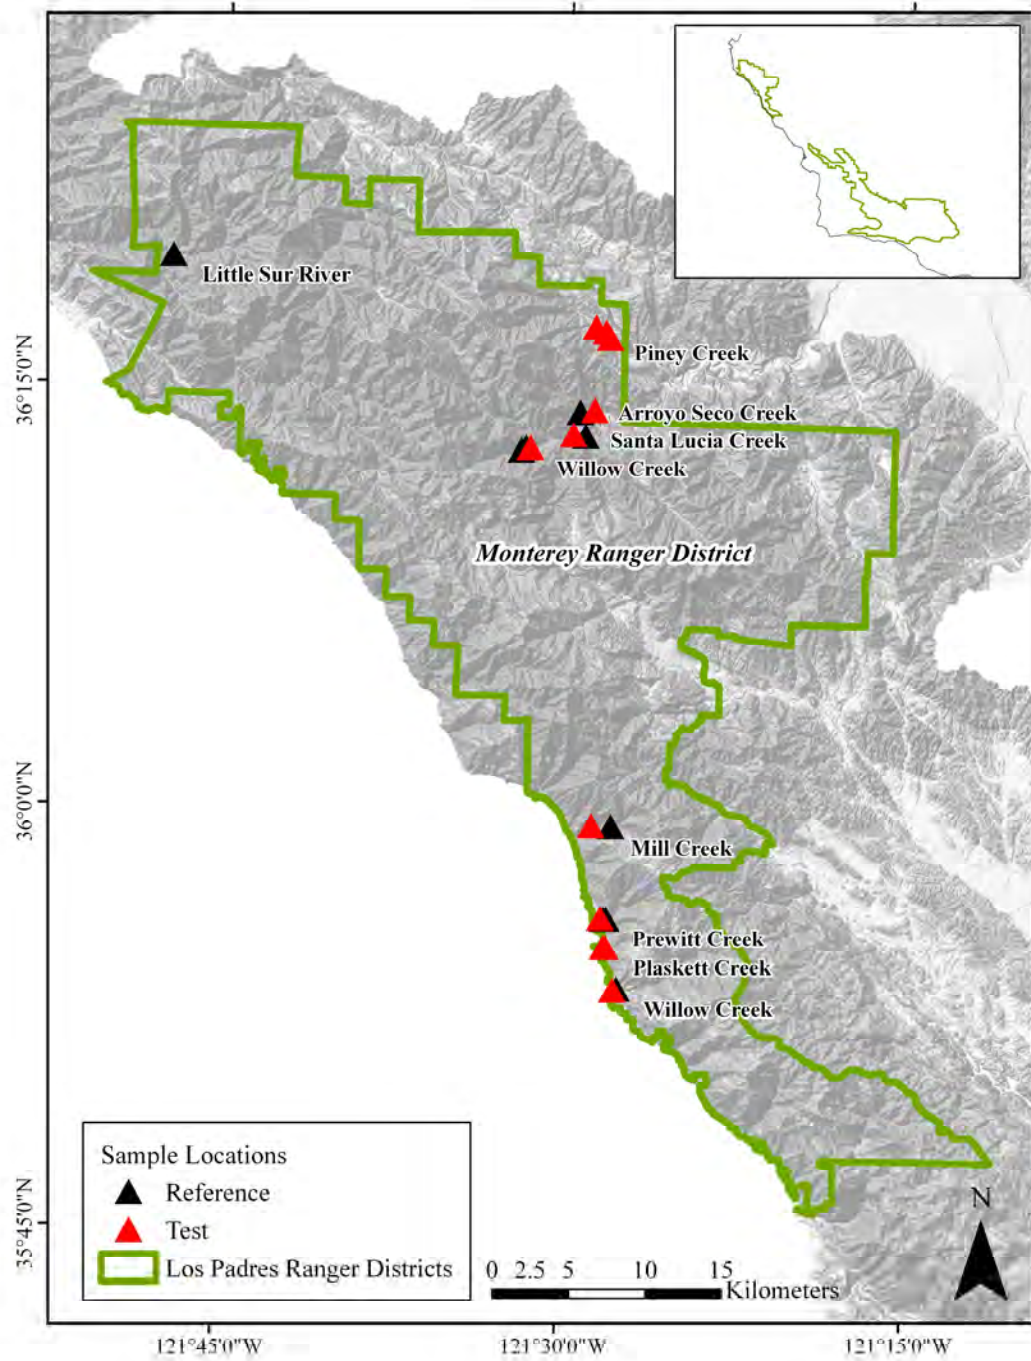 Little Sur River
Piney Creek
36°15'0"N
Arroyo Seco Creek
Santa Lucia Creek
Willow Creek
Monterey Ranger District
36°0'0"N
Mill Creek
Prewitt Creek
Plaskett Creek
Willow Creek
Sample Locations
Reference
Test
Los Padres Ranger Districts
35°45'0"N
N
0 2.5 5 10 15
Kilometers
121°45'0"W 121°30'0"W 121°15'0"W